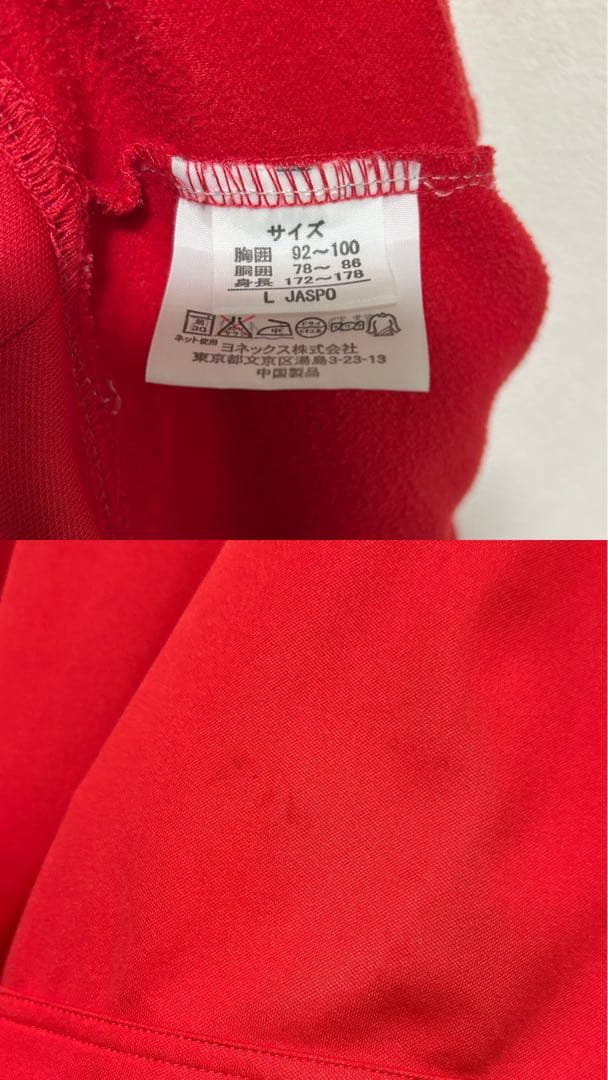 サイズ
胸囲 92～100
胴囲 78～ 86
身長 172～178
L JASPO
ネット使用
ヨネックス株式会社
東京都文京区湯島3-23-13
中国製品